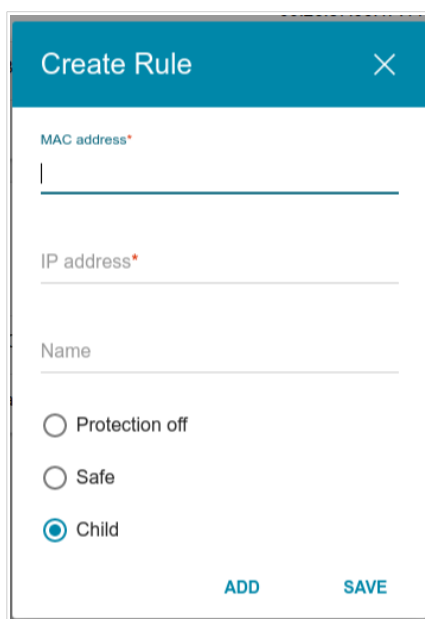 Create Rule
MAC address*
IP address*
Name
Protection off
Safe
Child
ADD SAVE